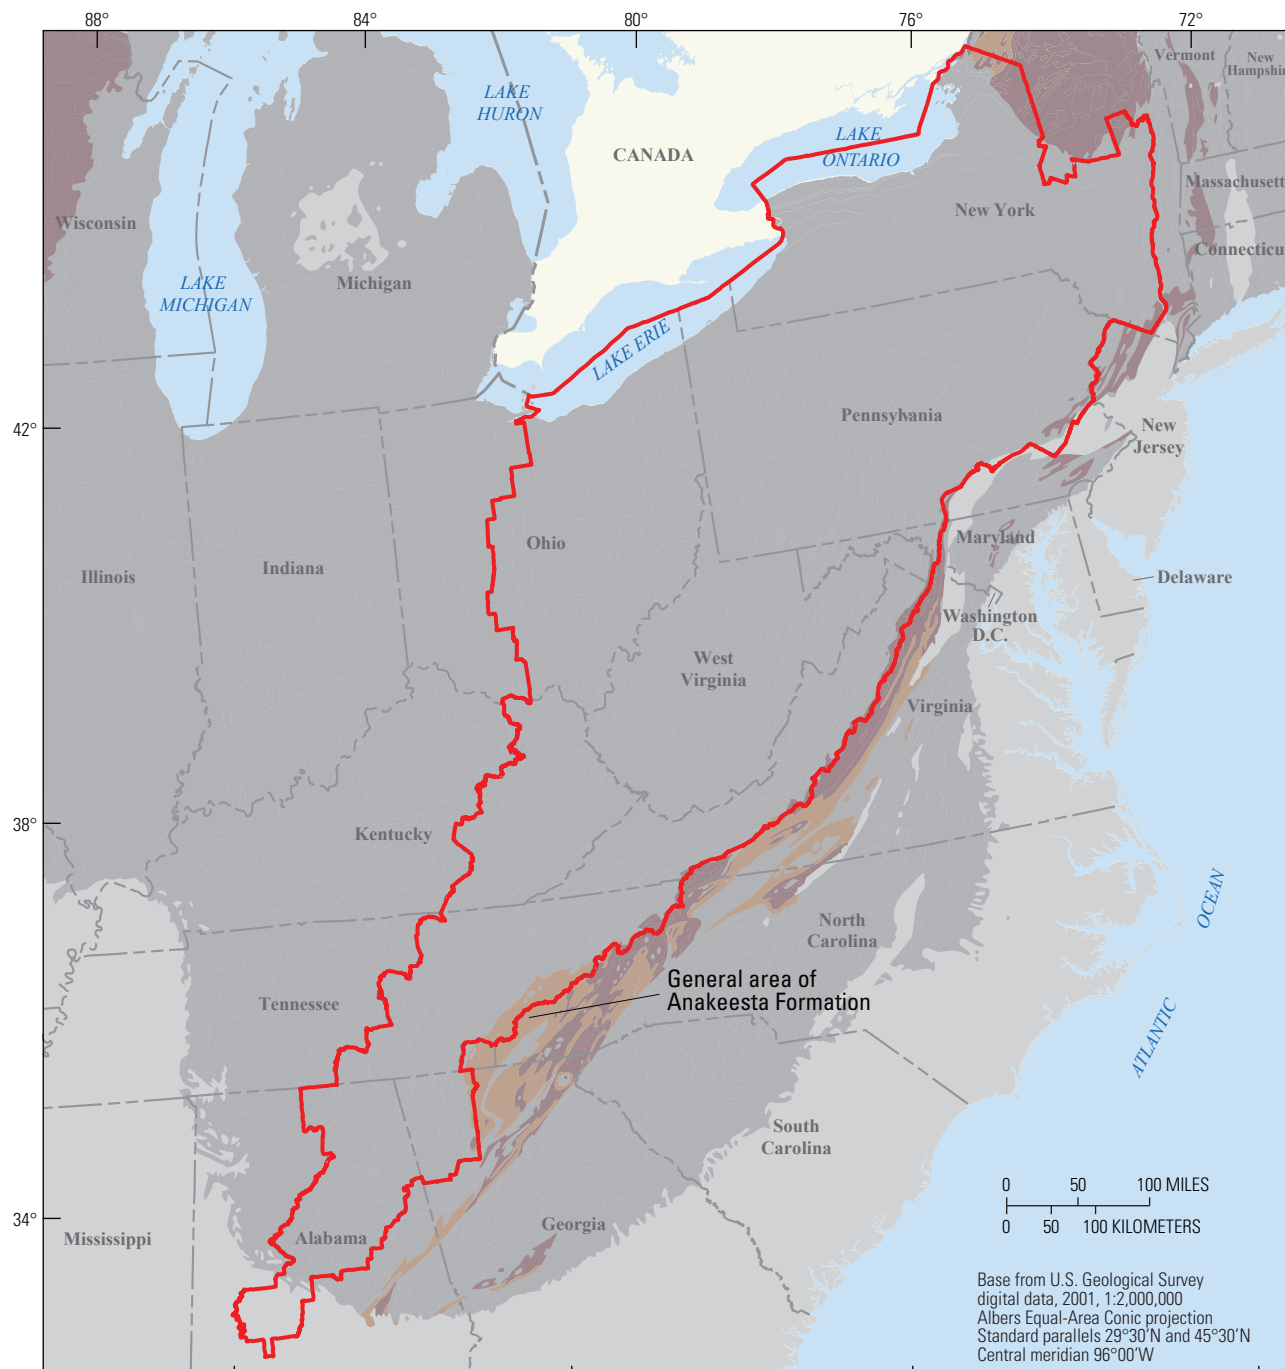 88°
84°
80°
76°
72°
LAKE
HURON
CANADA
LAKE
ONTARIO
Vermont
New
Hampshir
Wisconsin
New York
Massachusett
Connecticu
LAKE
MICHIGAN
Michigan
LAKE ERIE
42°
Pennsylvania
New
Jersey
Ohio
Maryland
Illinois
Indiana
Delaware
Washington
D.C.
West
Virginia
Virginia
38°
Kentucky
North
Carolina
OCEAN
General area of
Anakeesta Formation
Tennessee
ATLANTIC
South
Carolina
0 50 100 MILES
0 50 100 KILOMETERS
34°
Mississippi
Alabama
Georgia
Base from U.S. Geological Survey
digital data, 2001, 1:2,000,000
Albers Equal-Area Conic projection
Standard parallels 29°30'N and 45°30'N
Central meridian 96°00'W